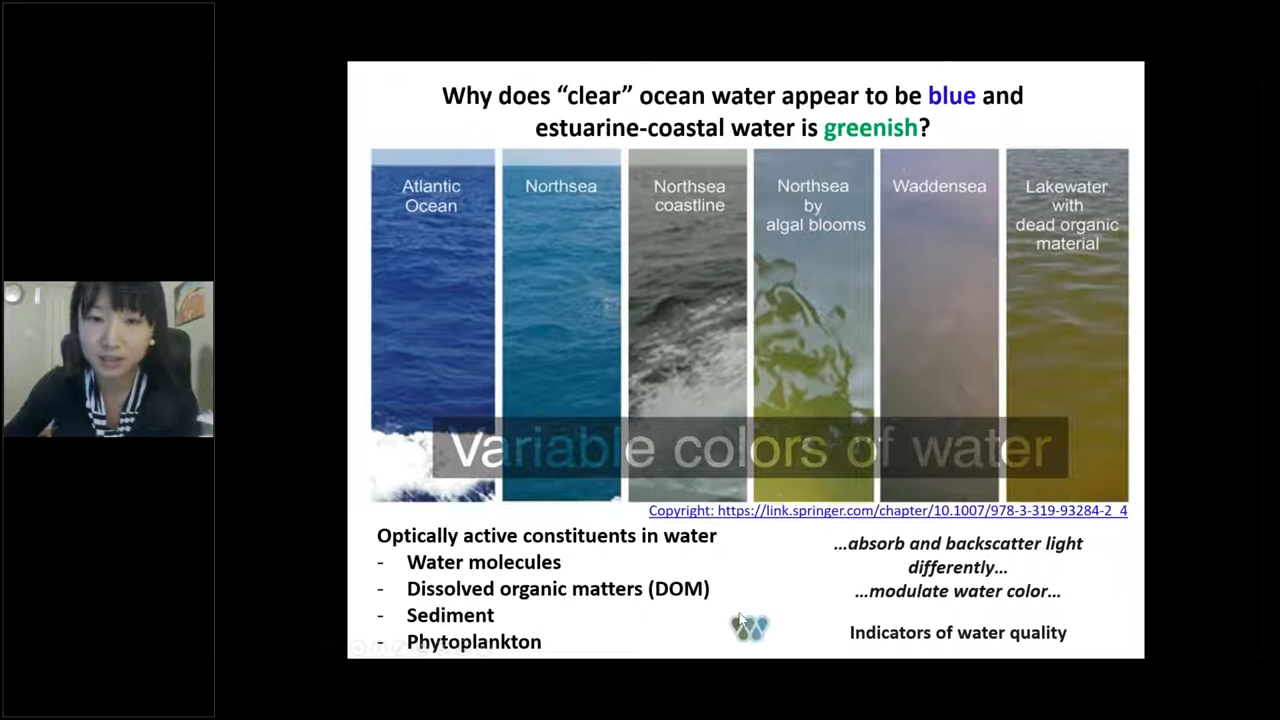 Why does “clear” ocean water appear to be blue and
estuarine-coastal water is greenish?
Atlantic
Ocean
Northsea
Northsea
coastline
Northsea
by
algal blooms
Waddensea
Lakewater
with
dead organic
material
Variable colors of water
Copyright: https://link.springer.com/chapter/10.1007/978-3-319-93284-2_4
Optically active constituents in water
- Water molecules
- Dissolved organic matters (DOM)
- Sediment
- Phytoplankton
…absorb and backscatter light
differently…
…modulate water color…
Indicators of water quality